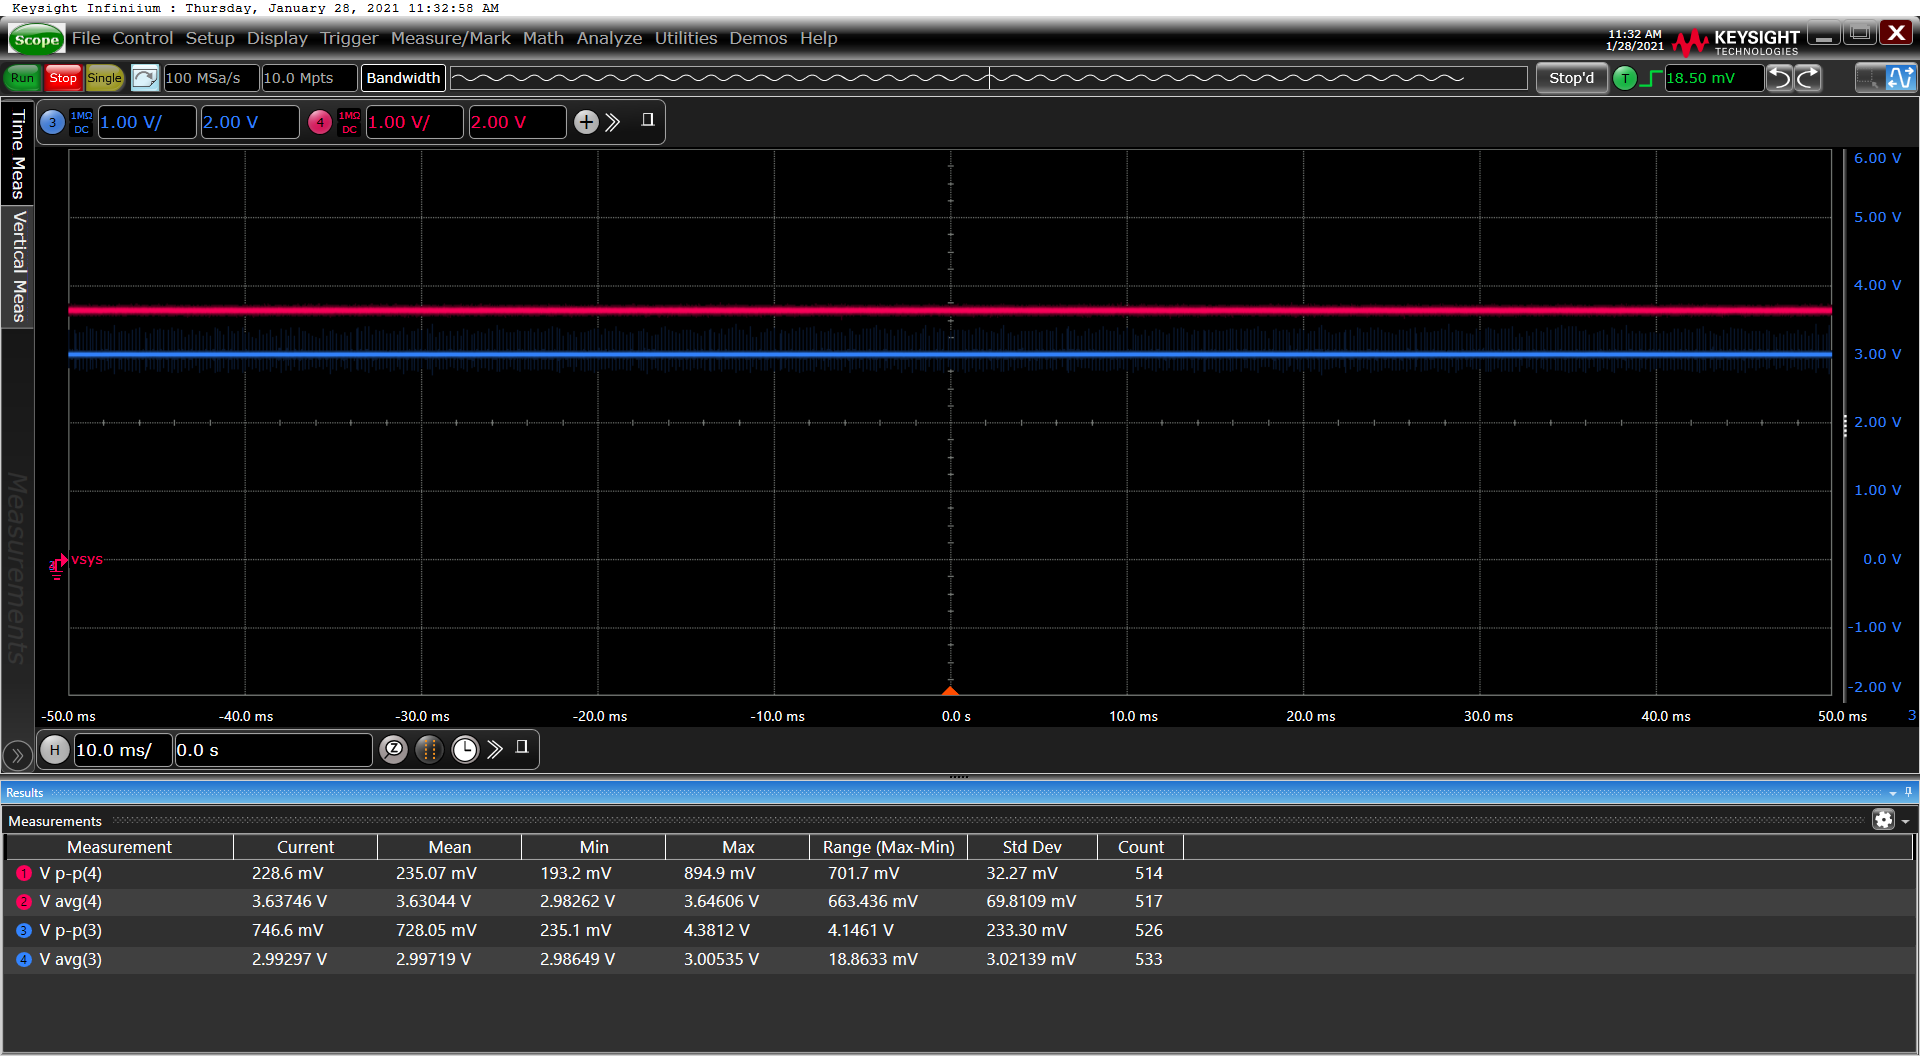 Keysight Infiniium : Thursday, January 28, 2021 11:32:58 AM
Scope File Control Setup Display Trigger Measure/Mark Math Analyze Utilities Demos Help
11:32 AM
1/28/2021
KEYSIGHT
TECHNOLOGIES
Run Stop Single 100 MSa/s 10.0 Mpts Bandwidth Stop'd T 18.50 mV
3 1MΩ DC 1.00 V/ 2.00 V 4 1MΩ DC 1.00 V/ 2.00 V
Time Meas
Vertical Meas
Measurements
6.00 V
5.00 V
4.00 V
3.00 V
2.00 V
1.00 V
0.0 V
-1.00 V
-2.00 V
vsys
-50.0 ms -40.0 ms -30.0 ms -20.0 ms -10.0 ms 0.0 s 10.0 ms 20.0 ms 30.0 ms 40.0 ms 50.0 ms 3
H 10.0 ms/ 0.0 s
Results
Measurements
Measurement Current Mean Min Max Range (Max-Min) Std Dev Count
1 V p-p(4) 228.6 mV 235.07 mV 193.2 mV 894.9 mV 701.7 mV 32.27 mV 514
2 V avg(4) 3.63746 V 3.63044 V 2.98262 V 3.64606 V 663.436 mV 69.8109 mV 517
3 V p-p(3) 746.6 mV 728.05 mV 235.1 mV 4.3812 V 4.1461 V 233.30 mV 526
4 V avg(3) 2.99297 V 2.99719 V 2.98649 V 3.00535 V 18.8633 mV 3.02139 mV 533